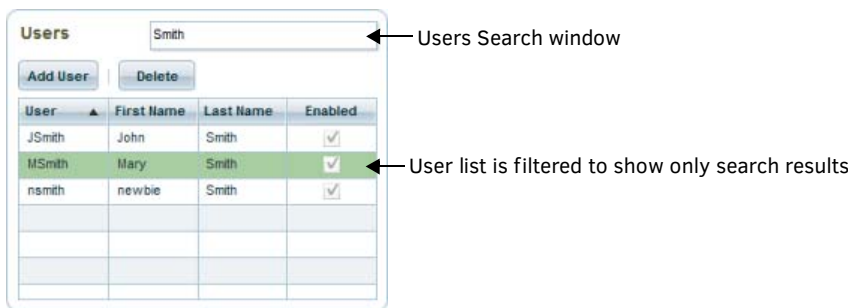 Users Smith Users Search window
Add User Delete
User First Name Last Name Enabled
JSmith John Smith
MSmith Mary Smith User list is filtered to show only search results
nsmith newbie Smith